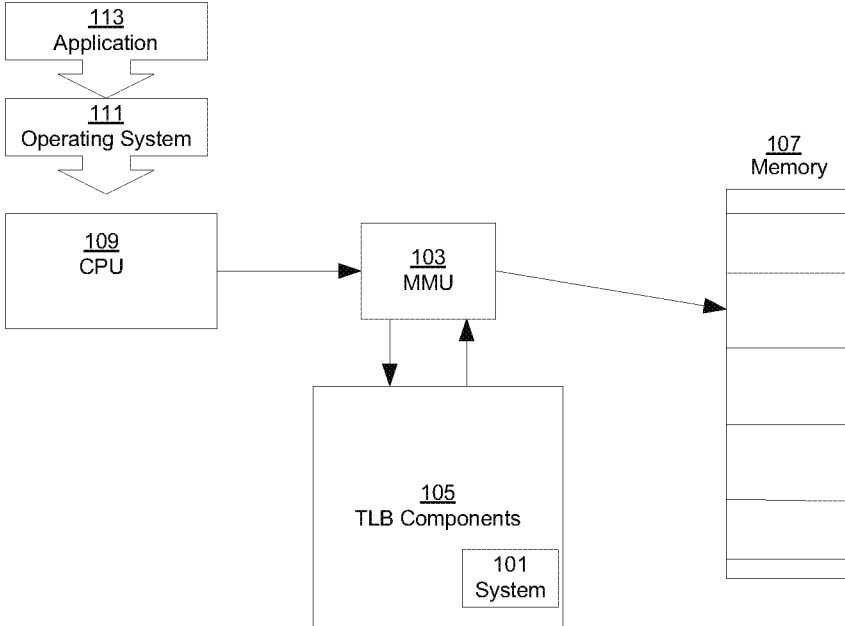 113
Application
111
Operating System
107
Memory
109
CPU
103
MMU
105
TLB Components
101
System